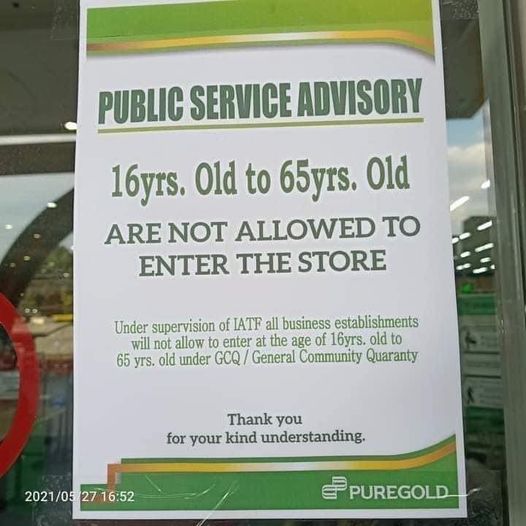 PUBLIC SERVICE ADVISORY
16yrs. Old to 65yrs. Old
ARE NOT ALLOWED TO
ENTER THE STORE
Under supervision of IATF all business establishments
will not allow to enter at the age of 16yrs. old to
65 yrs. old under GCQ / General Community Quaranty
Thank you
for your kind understanding.
PUREGOLD
2021/05/27 16:52